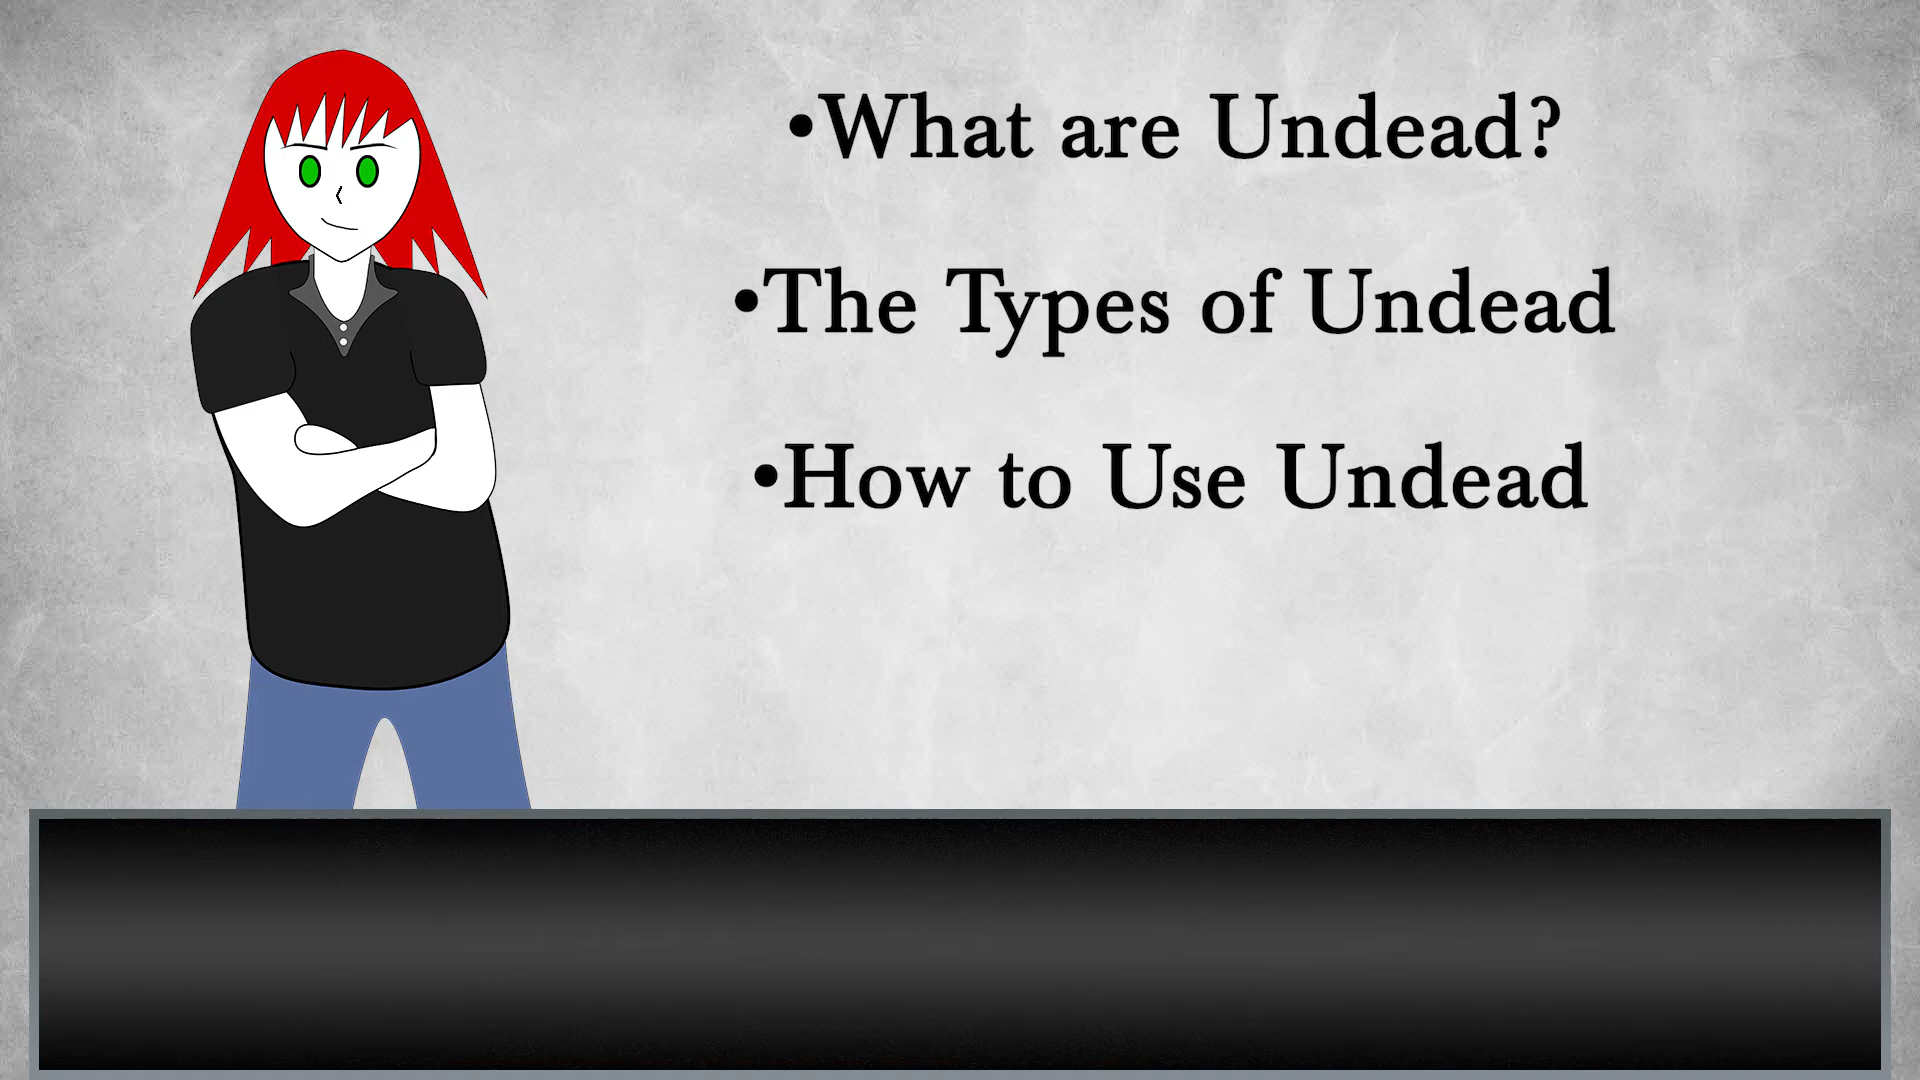 •What are Undead?
•The Types of Undead
•How to Use Undead